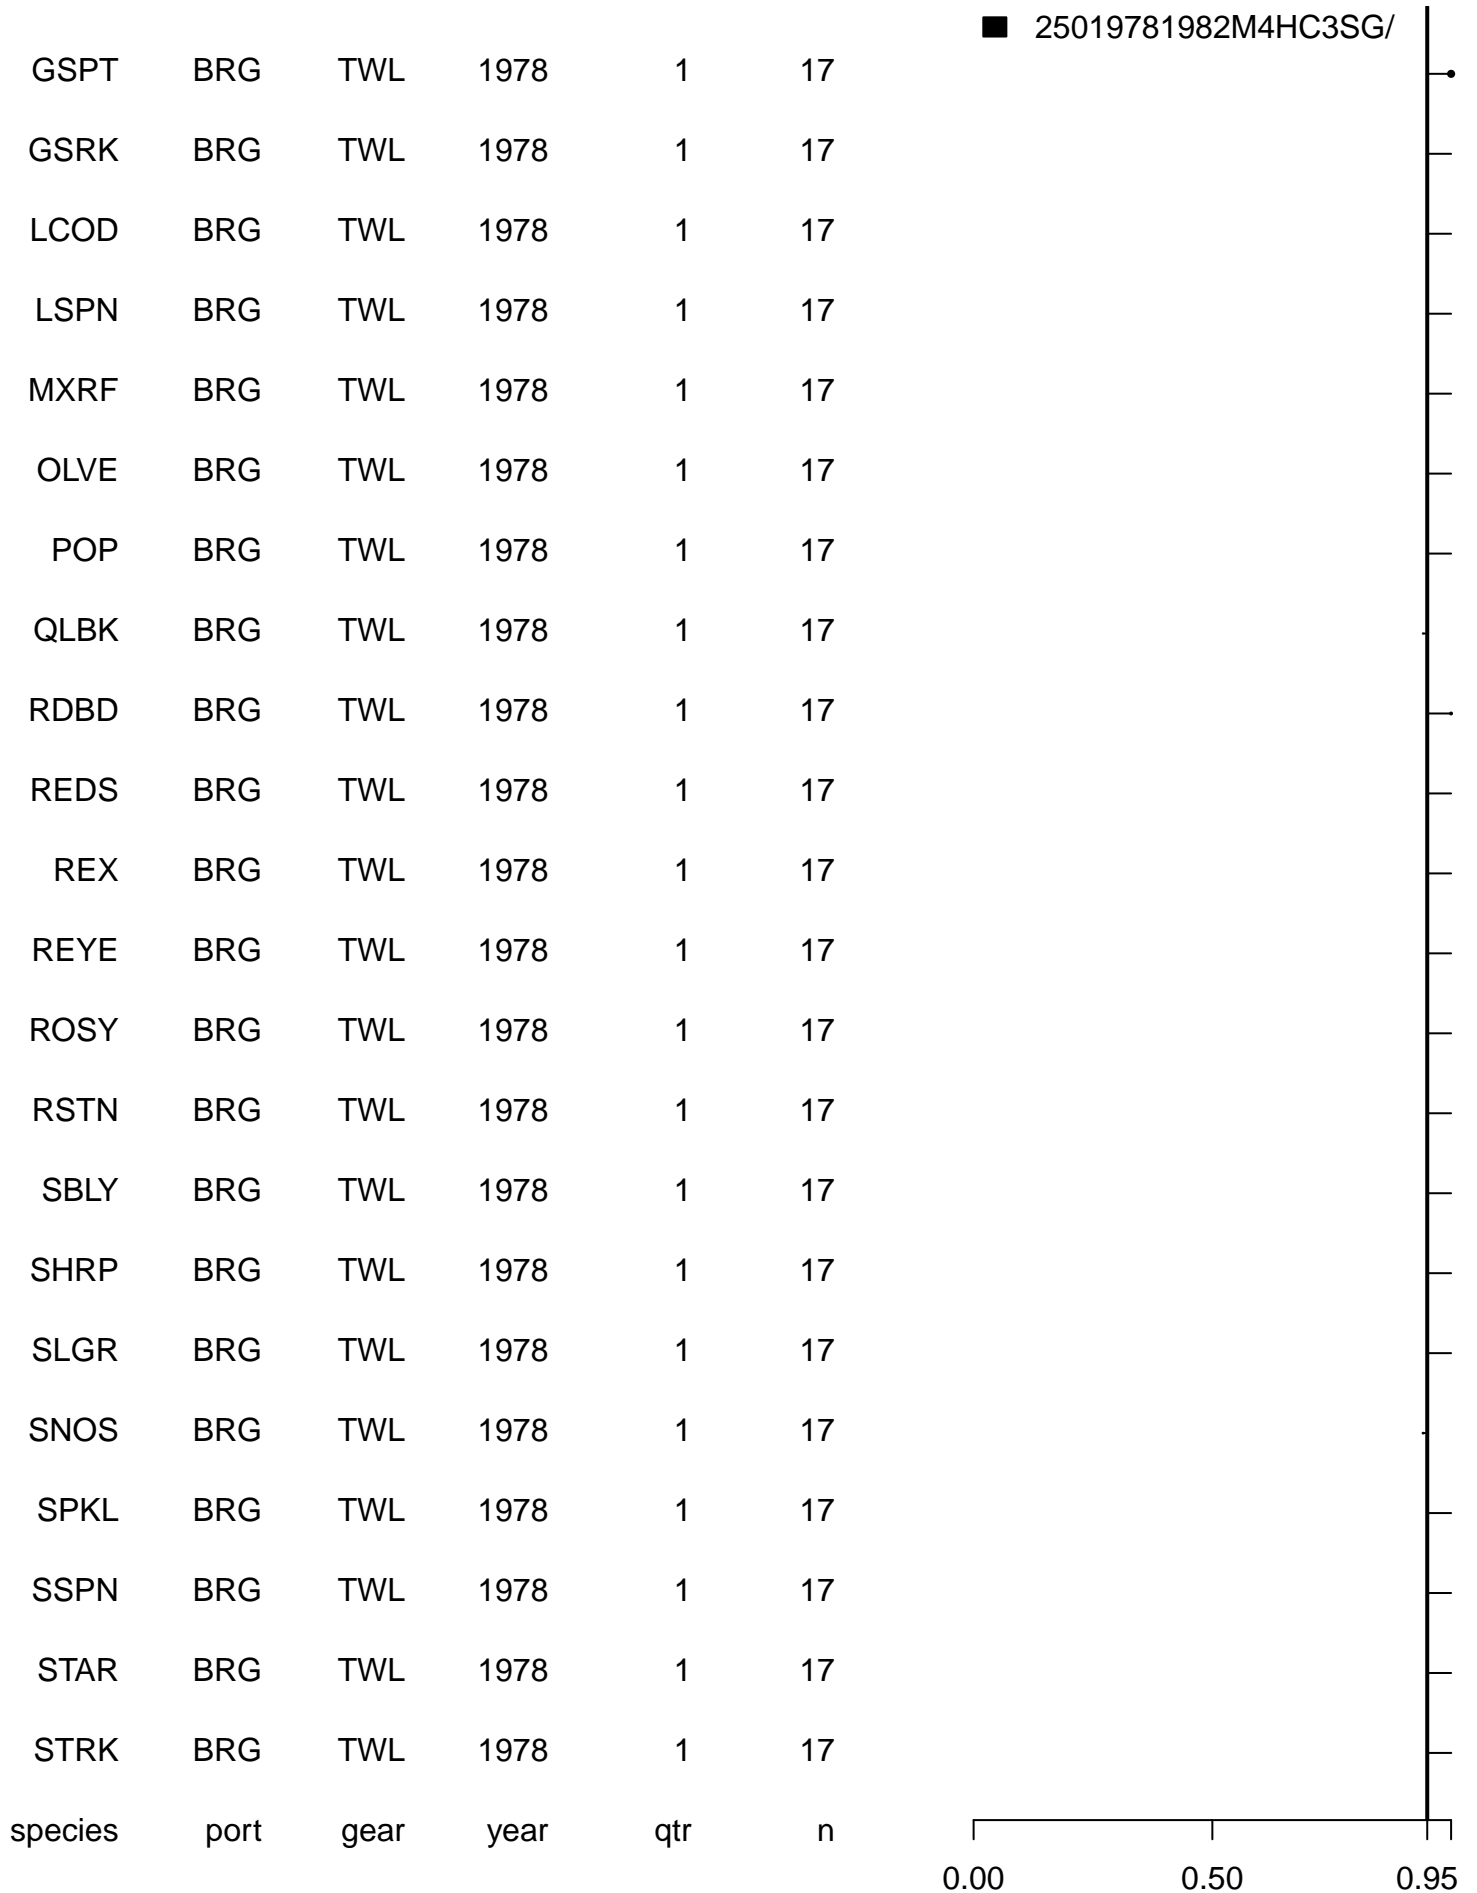 25019781982M4HC3SG/
GSPT BRG TWL 1978 1 17
GSRK BRG TWL 1978 1 17
LCOD BRG TWL 1978 1 17
LSPN BRG TWL 1978 1 17
MXRF BRG TWL 1978 1 17
OLVE BRG TWL 1978 1 17
POP BRG TWL 1978 1 17
QLBK BRG TWL 1978 1 17
RDBD BRG TWL 1978 1 17
REDS BRG TWL 1978 1 17
REX BRG TWL 1978 1 17
REYE BRG TWL 1978 1 17
ROSY BRG TWL 1978 1 17
RSTN BRG TWL 1978 1 17
SBLY BRG TWL 1978 1 17
SHRP BRG TWL 1978 1 17
SLGR BRG TWL 1978 1 17
SNOS BRG TWL 1978 1 17
SPKL BRG TWL 1978 1 17
SSPN BRG TWL 1978 1 17
STAR BRG TWL 1978 1 17
STRK BRG TWL 1978 1 17
species port gear year qtr n
0.00 0.50 0.95